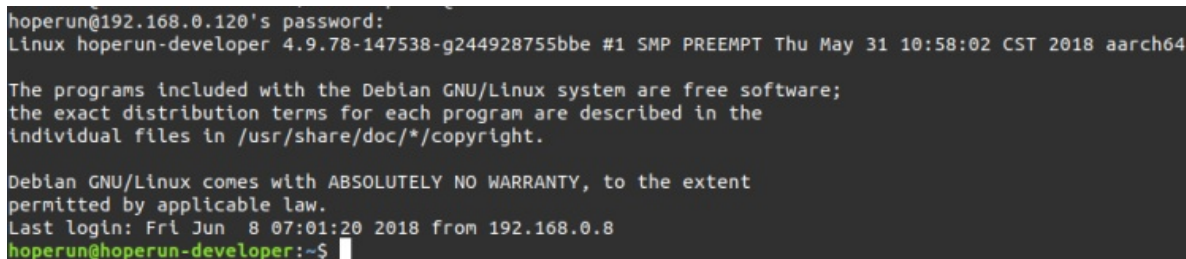 hoperun@192.168.0.120's password:
Linux hoperun-developer 4.9.78-147538-g244928755bbe #1 SMP PREEMPT Thu May 31 10:58:02 CST 2018 aarch64
The programs included with the Debian GNU/Linux system are free software;
the exact distribution terms for each program are described in the
individual files in /usr/share/doc/*/copyright.
Debian GNU/Linux comes with ABSOLUTELY NO WARRANTY, to the extent
permitted by applicable law.
Last login: Fri Jun  8 07:01:20 2018 from 192.168.0.8
hoperun@hoperun-developer:~$